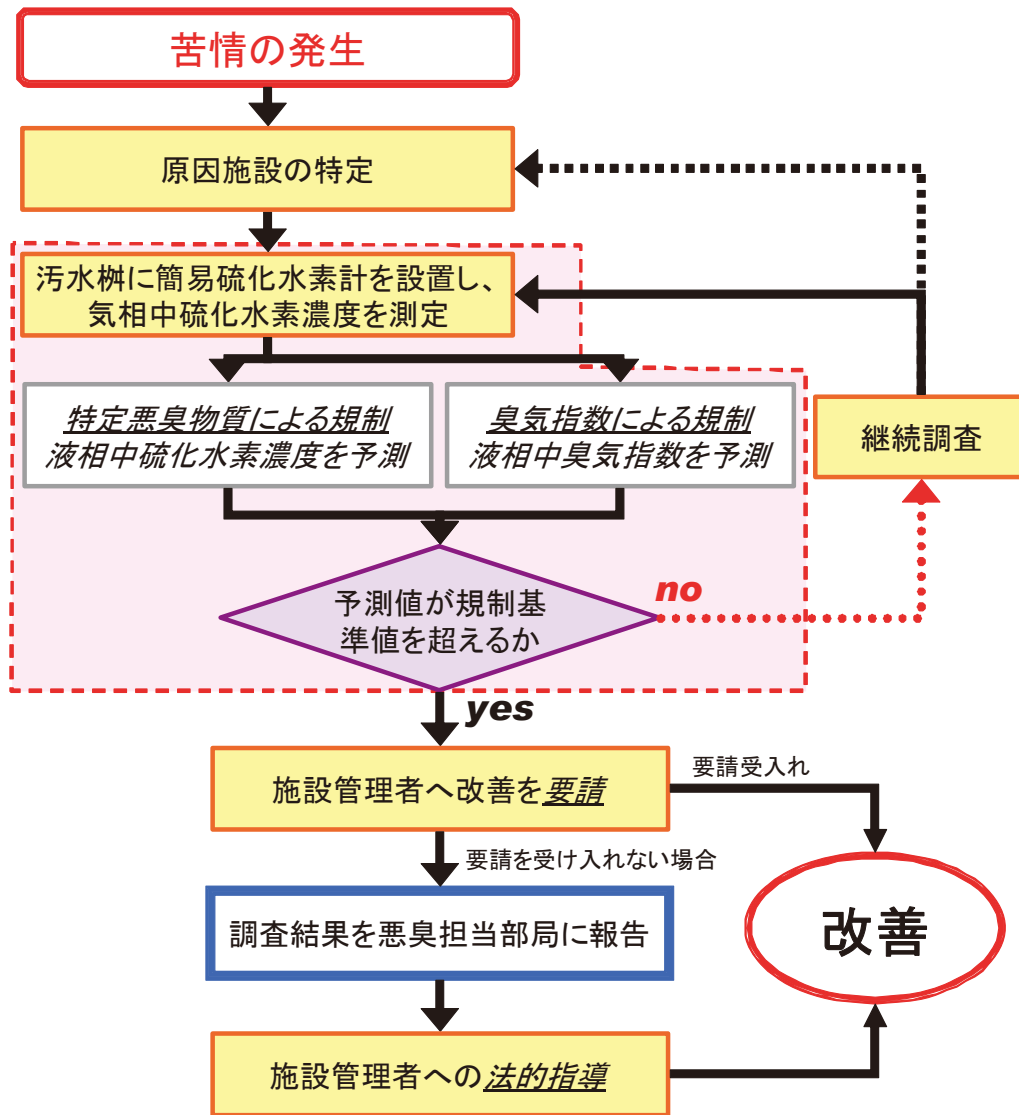 苦情の発生
原因施設の特定
汚水桝に簡易硫化水素計を設置し、
気相中硫化水素濃度を測定
特定悪臭物質による規制
液相中硫化水素濃度を予測
臭気指数による規制
液相中臭気指数を予測
継続調査
予測値が規制基
準値を超えるか
no
yes
施設管理者へ改善を要請
要請受入れ
要請を受け入れない場合
調査結果を悪臭担当部局に報告
改善
施設管理者への法的指導